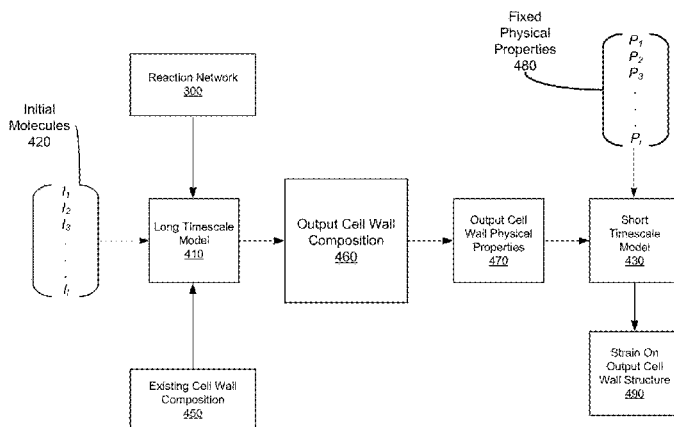 Fixed
Physical
Properties
480
P1
P2
P3
.
.
.
Reaction Network
300
Initial
Molecules
420
I1
I2
I3
.
.
.
Long Timescale
Model
410
Output Cell Wall
Composition
460
Output Cell
Wall Physical
Properties
470
Short
Timescale
Model
430
Existing Cell Wall
Composition
450
Strain On
Output Cell
Wall Structure
490